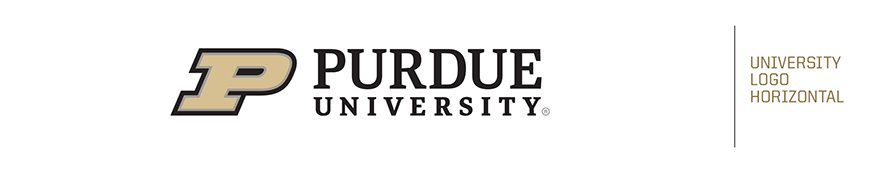 P PURDUE
UNIVERSITY®
UNIVERSITY
LOGO
HORIZONTAL